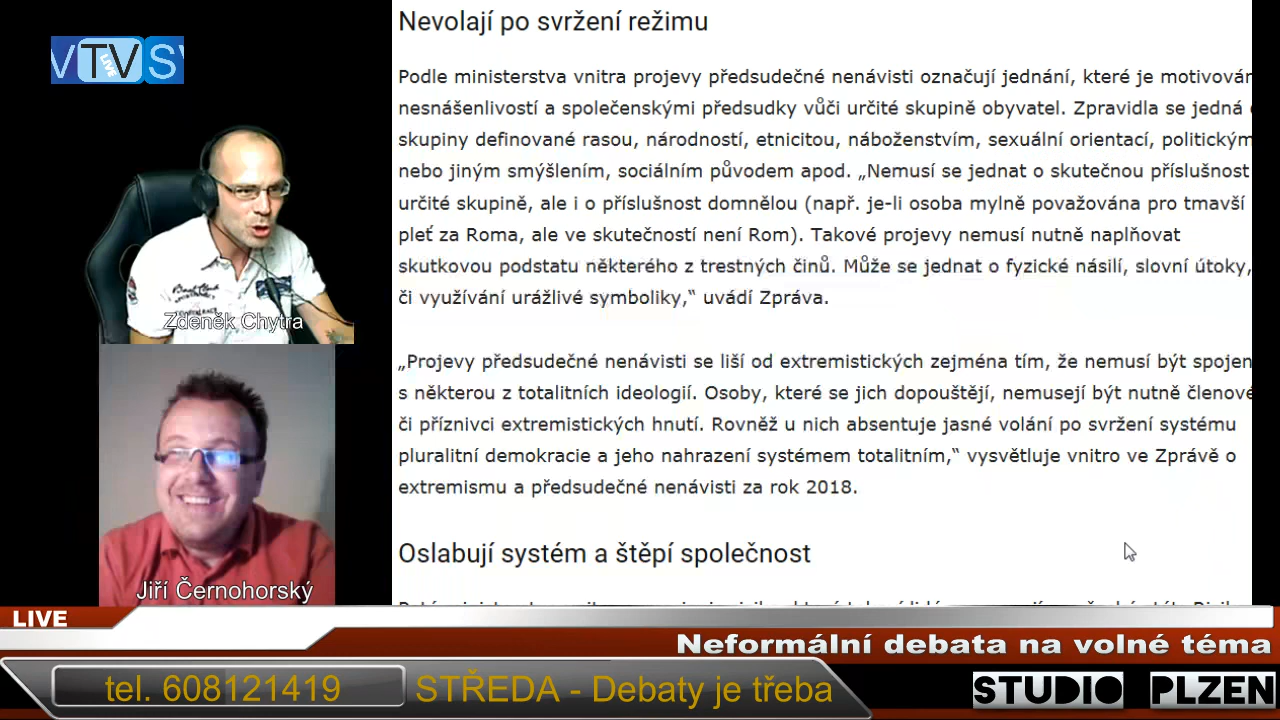 VTVSV
LIVE
Nevolají po svržení režimu
Podle ministerstva vnitra projevy předsudečné nenávisti označují jednání, které je motivován
nesnášenlivostí a společenskými předsudky vůči určité skupině obyvatel. Zpravidla se jedná
skupiny definované rasou, národností, etnicitou, náboženstvím, sexuální orientací, politickým
nebo jiným smýšlením, sociálním původem apod. „Nemusí se jednat o skutečnou příslušnost
určité skupině, ale i o příslušnost domnělou (např. je-li osoba mylně považována pro tmavší
pleť za Roma, ale ve skutečností není Rom). Takové projevy nemusí nutně naplňovat
skutkovou podstatu některého z trestných činů. Může se jednat o fyzické násilí, slovní útoky,
či využívání urážlivé symboliky,“ uvádí Zpráva.
„Projevy předsudečné nenávisti se liší od extremistických zejména tím, že nemusí být spojen
s některou z totalitních ideologií. Osoby, které se jich dopouštějí, nemusejí být nutně členové
či příznivci extremistických hnutí. Rovněž u nich absentuje jasné volání po svržení systému
pluralitní demokracie a jeho nahrazení systémem totalitním,“ vysvětluje vnitro ve Zprávě o
extremismu a předsudečné nenávisti za rok 2018.
Oslabují systém a štěpí společnost
Zdeněk Chytra
Jiří Černohorský
LIVE
Neformální debata na volné téma
tel. 608121419
STŘEDA - Debaty je třeba
STUDIO PLZEN